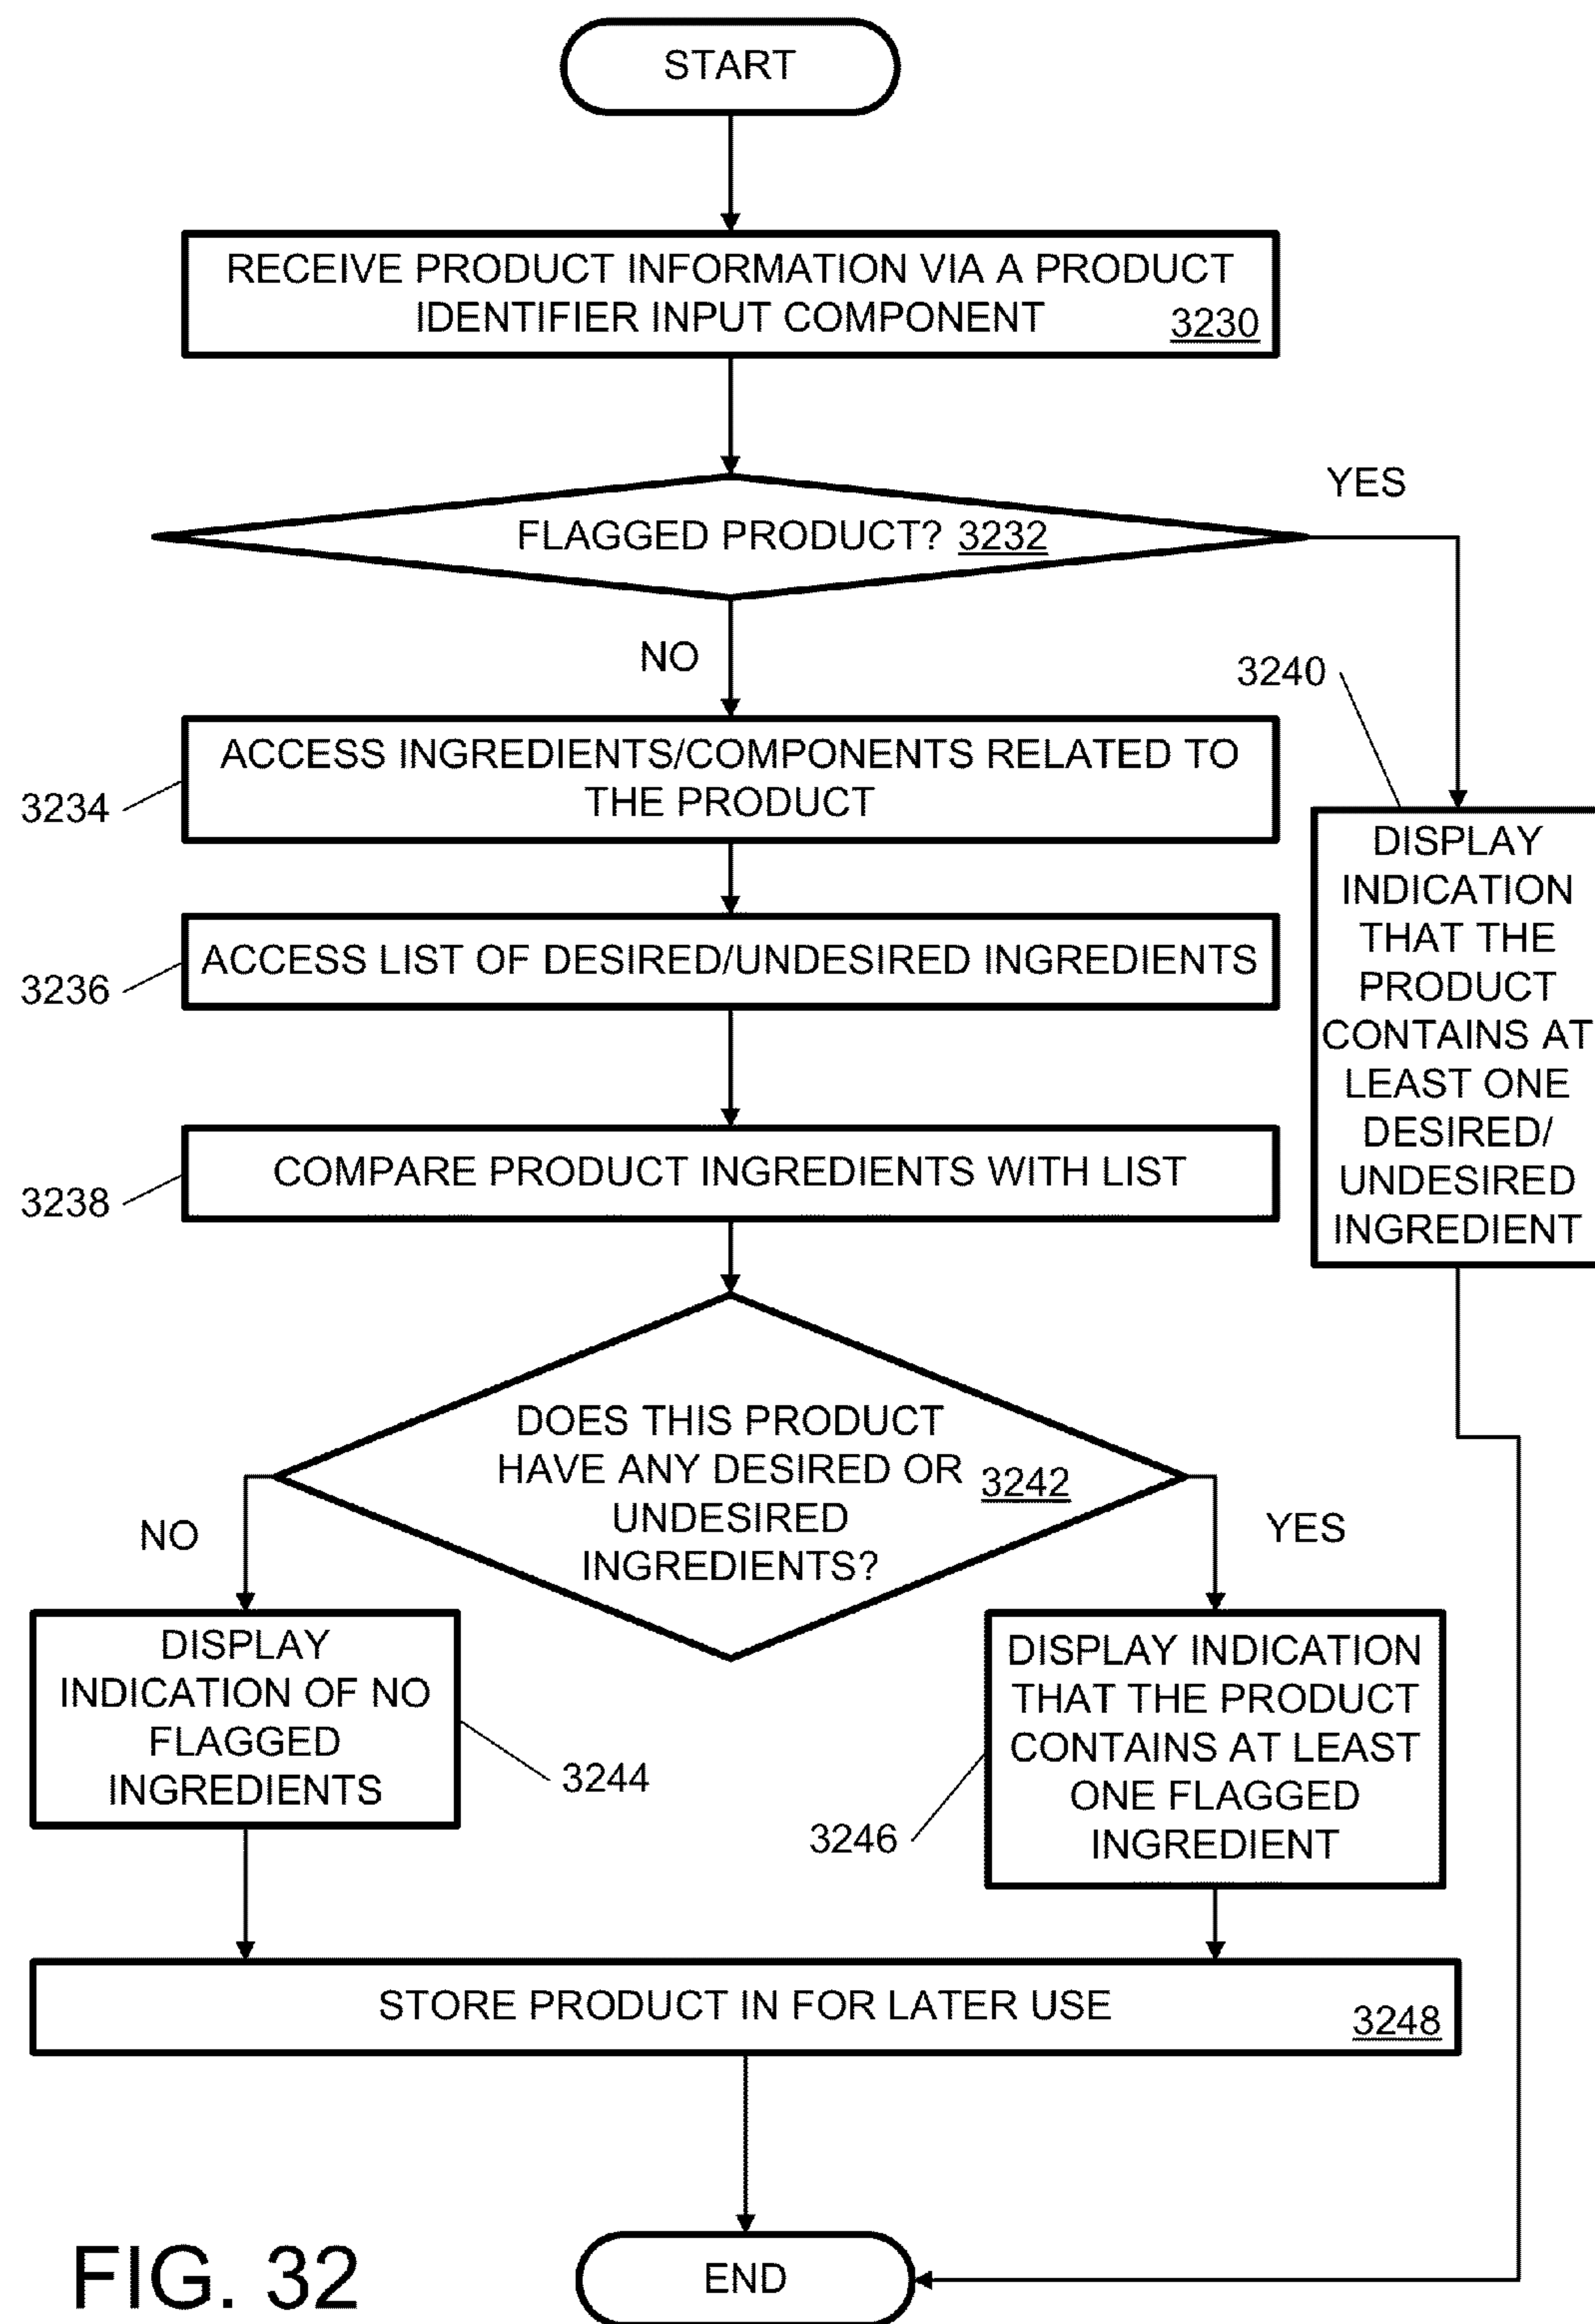 START
RECEIVE PRODUCT INFORMATION VIA A PRODUCT
IDENTIFIER INPUT COMPONENT
3230
YES
FLAGGED PRODUCT? 3232
NO
3240
ACCESS INGREDIENTS/COMPONENTS RELATED TO
THE PRODUCT
3234
DISPLAY
INDICATION
THAT THE
PRODUCT
CONTAINS AT
LEAST ONE
DESIRED/
UNDESIRED
INGREDIENT
ACCESS LIST OF DESIRED/UNDESIRED INGREDIENTS
3236
COMPARE PRODUCT INGREDIENTS WITH LIST
3238
DOES THIS PRODUCT
HAVE ANY DESIRED OR
UNDESIRED
INGREDIENTS?
3242
NO
YES
DISPLAY
INDICATION OF NO
FLAGGED
INGREDIENTS
3244
DISPLAY INDICATION
THAT THE PRODUCT
CONTAINS AT LEAST
ONE FLAGGED
INGREDIENT
3246
STORE PRODUCT IN FOR LATER USE
3248
END
FIG. 32